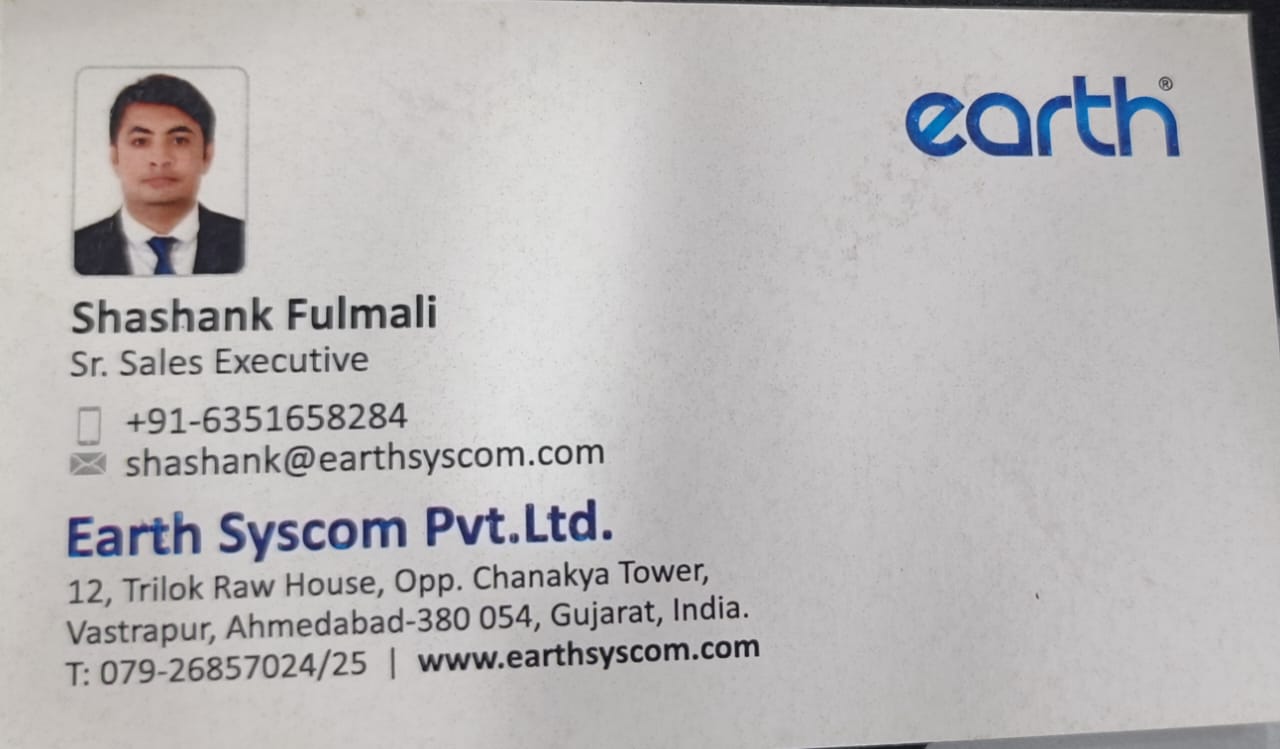 earth®
Shashank Fulmali
Sr. Sales Executive
+91-6351658284
shashank@earthsyscom.com
Earth Syscom Pvt.Ltd.
12, Trilok Raw House, Opp. Chanakya Tower,
Vastrapur, Ahmedabad-380 054, Gujarat, India.
T: 079-26857024/25 | www.earthsyscom.com